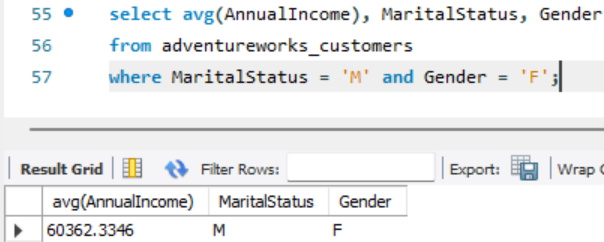 55 select avg(AnnualIncome), MaritalStatus, Gender
56 from adventureworks_customers
57 where MaritalStatus = 'M' and Gender = 'F';
Result Grid Filter Rows: Export: Wrap
avg(AnnualIncome) MaritalStatus Gender
60362.3346 M F